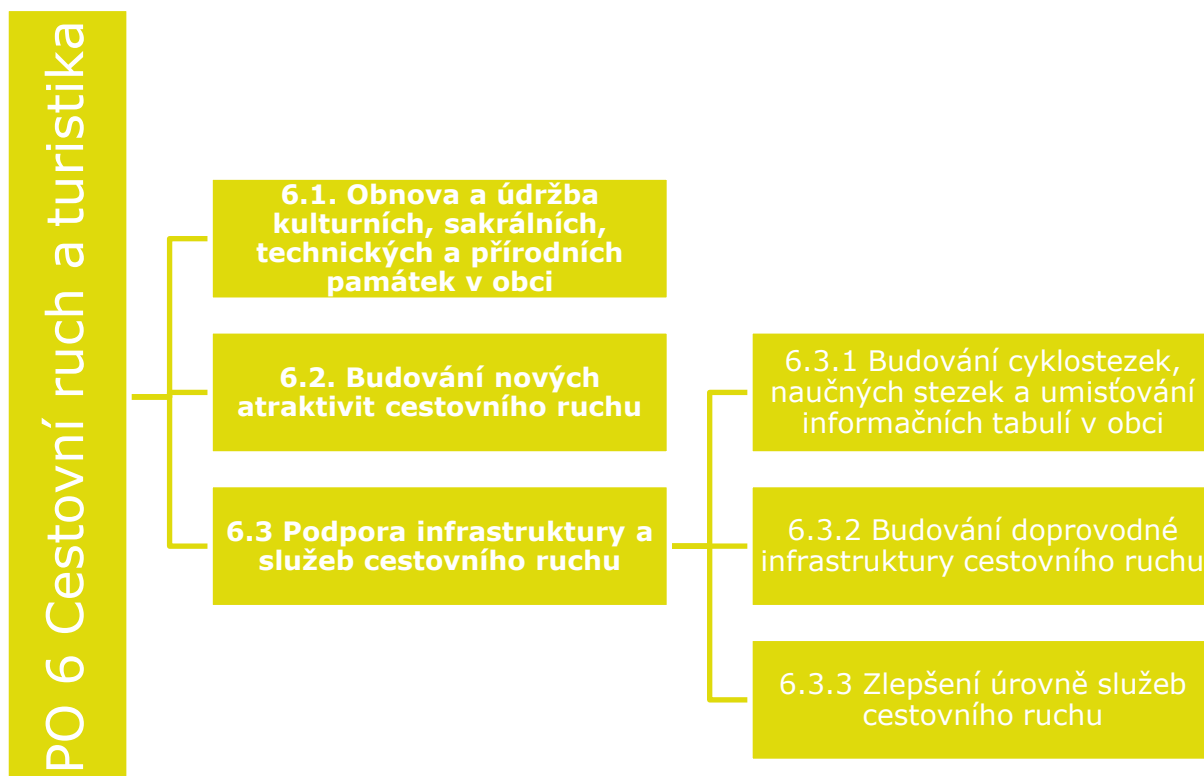 PO 6 Cestovní ruch a turistika
6.1. Obnova a údržba
kulturních, sakrálních,
technických a přírodních
památek v obci
6.2. Budování nových
atraktivit cestovního ruchu
6.3 Podpora infrastruktury a
služeb cestovního ruchu
6.3.1 Budování cyklostezek,
naučných stezek a umisťování
informačních tabulí v obci
6.3.2 Budování doprovodné
infrastruktury cestovního ruchu
6.3.3 Zlepšení úrovně služeb
cestovního ruchu